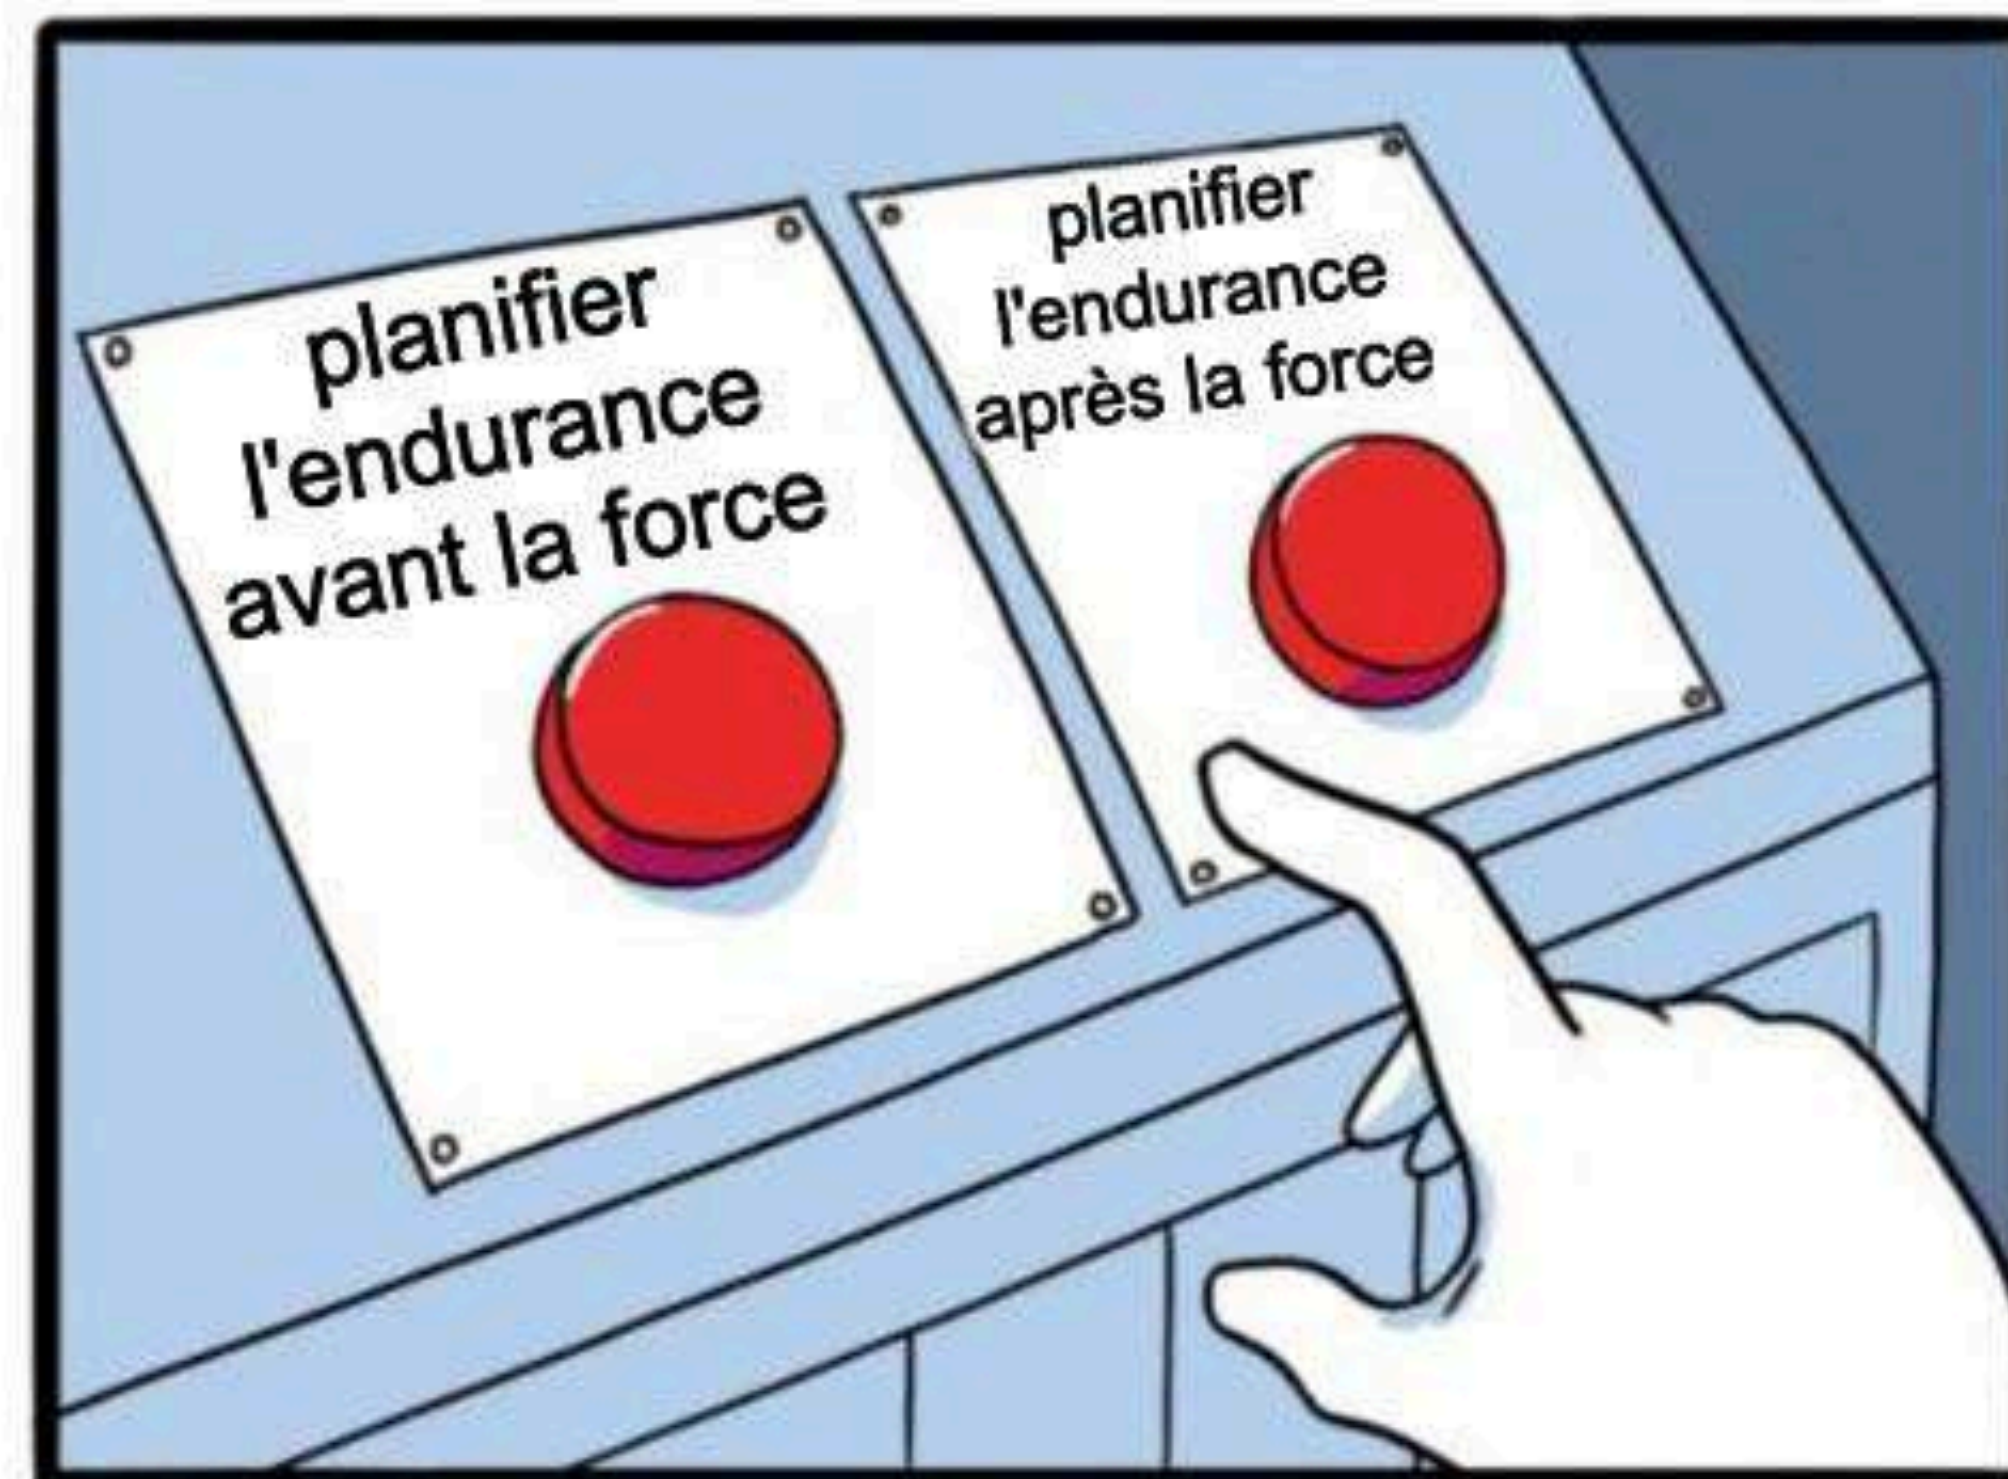 planifier
l'endurance
avant la force
planifier
l'endurance
après la force